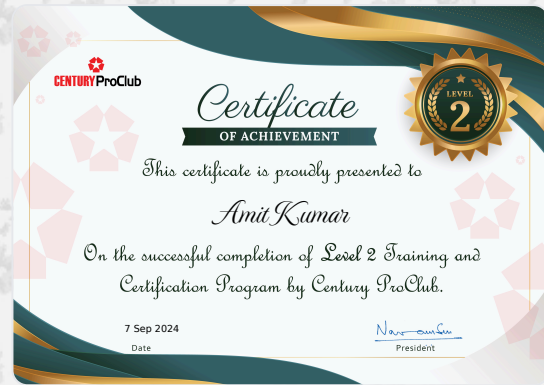 CENTURY ProClub
Certificate
OF ACHIEVEMENT
LEVEL
2
This certificate is proudly presented to
Amit Kumar
On the successful completion of Level 2 Training and
Certification Program by Century ProClub.
7 Sep 2024
Date
President